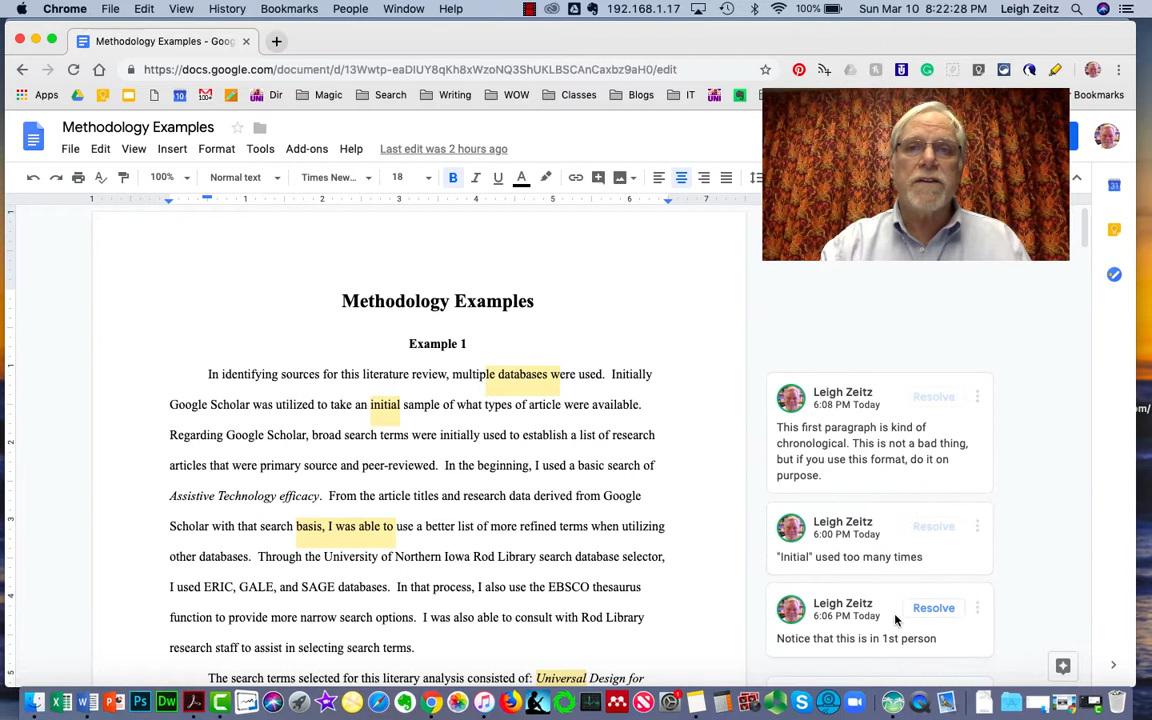 Chrome File Edit View History Bookmarks People Window Help 192.168.1.17 100% Sun Mar 10 8:22:28 PM Leigh Zeitz
Methodology Examples - Goog
https://docs.google.com/document/d/13Wwtp-eaDIUY8qKh8xWzoNQ3ShUKLBSCAnCaxbz9aH0/edit
Apps Dir Magic Search Writing WOW Classes Blogs IT Bookmarks
Methodology Examples
File Edit View Insert Format Tools Add-ons Help Last edit was 2 hours ago
100% Normal text Times New... 18 B I U A
1 1 2 3 4 5 6 7
Methodology Examples
Example 1
In identifying sources for this literature review, multiple databases were used. Initially
Google Scholar was utilized to take an initial sample of what types of article were available.
Regarding Google Scholar, broad search terms were initially used to establish a list of research
articles that were primary source and peer-reviewed. In the beginning, I used a basic search of
Assistive Technology efficacy. From the article titles and research data derived from Google
Scholar with that search basis, I was able to use a better list of more refined terms when utilizing
other databases. Through the University of Northern Iowa Rod Library search database selector,
I used ERIC, GALE, and SAGE databases. In that process, I also use the EBSCO thesaurus
function to provide more narrow search options. I was also able to consult with Rod Library
research staff to assist in selecting search terms.
The search terms selected for this literary analysis consisted of: Universal Design for
Leigh Zeitz
6:08 PM Today
Resolve
This first paragraph is kind of
chronological. This is not a bad thing,
but if you use this format, do it on
purpose.
Leigh Zeitz
6:00 PM Today
Resolve
"Initial" used too many times
Leigh Zeitz
6:06 PM Today
Resolve
Notice that this is in 1st person